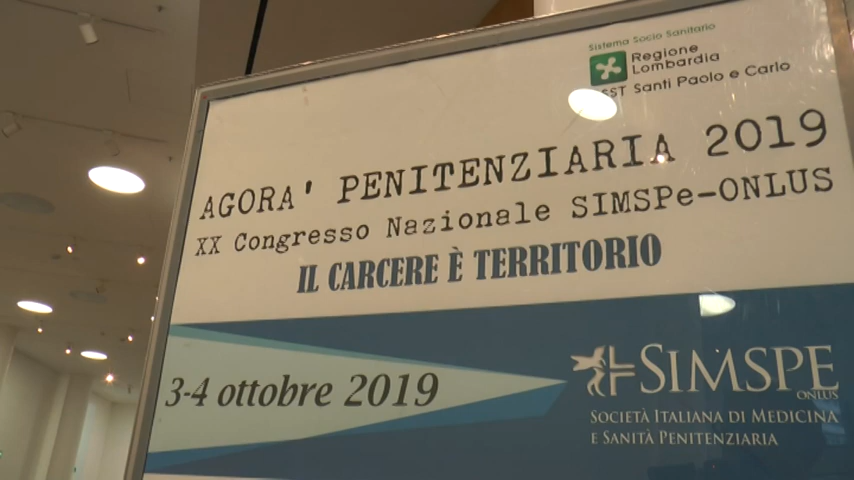 Sistema Socio Sanitario
Regione
Lombardia
SST Santi Paolo e Carlo
AGORA' PENITENZIARIA 2019
XX Congresso Nazionale SIMSPe-ONLUS
IL CARCERE È TERRITORIO
3-4 ottobre 2019
SIMSPE
ONLUS
SOCIETÀ ITALIANA DI MEDICINA
E SANITÀ PENITENZIARIA